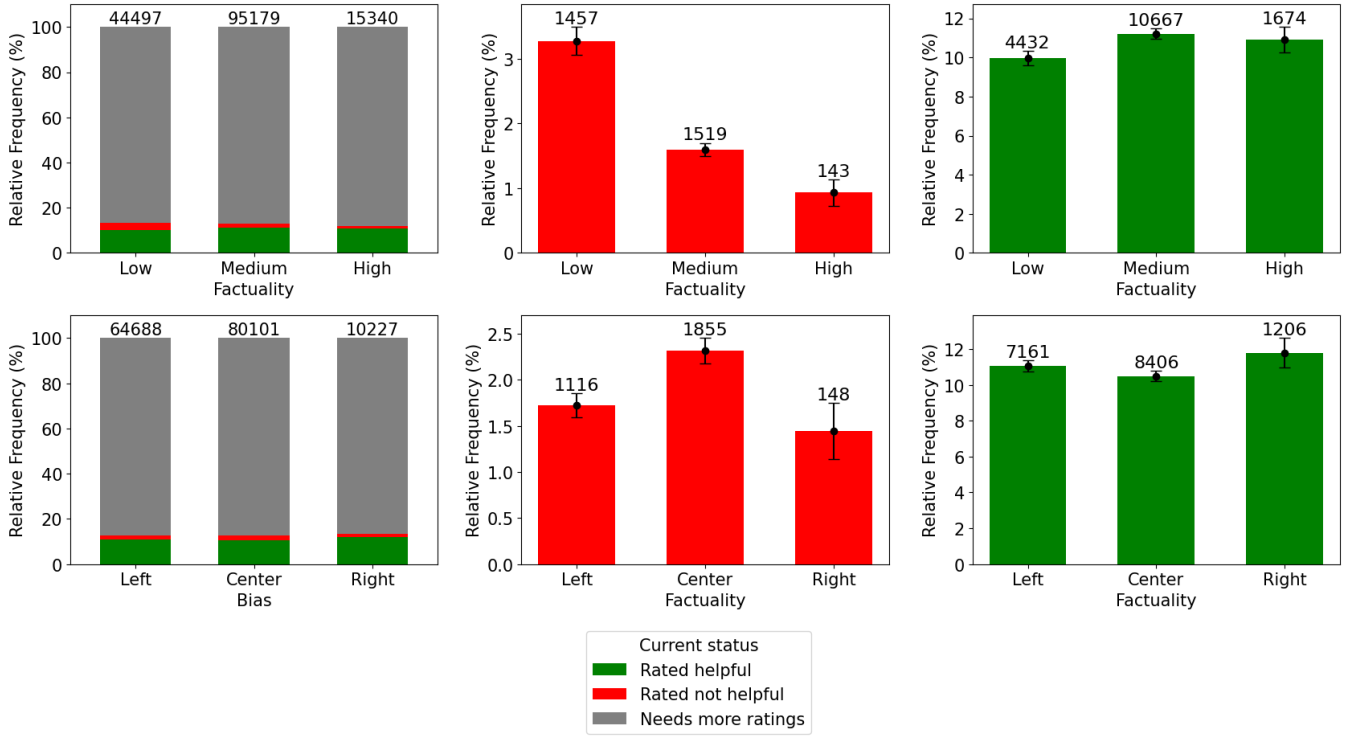 44497 95179 15340
100
80
60
40
20
0
Relative Frequency (%)
Low Medium High
Factuality
1457
1519
143
3
2
1
0
Relative Frequency (%)
Low Medium High
Factuality
4432
10667
1674
12
10
8
6
4
2
0
Relative Frequency (%)
Low Medium High
Factuality
64688 80101 10227
100
80
60
40
20
0
Relative Frequency (%)
Left Center Right
Bias
1116
1855
148
2.5
2.0
1.5
1.0
0.5
0.0
Relative Frequency (%)
Left Center Right
Factuality
7161
8406
1206
12
10
8
6
4
2
0
Relative Frequency (%)
Left Center Right
Factuality
Current status
Rated helpful
Rated not helpful
Needs more ratings